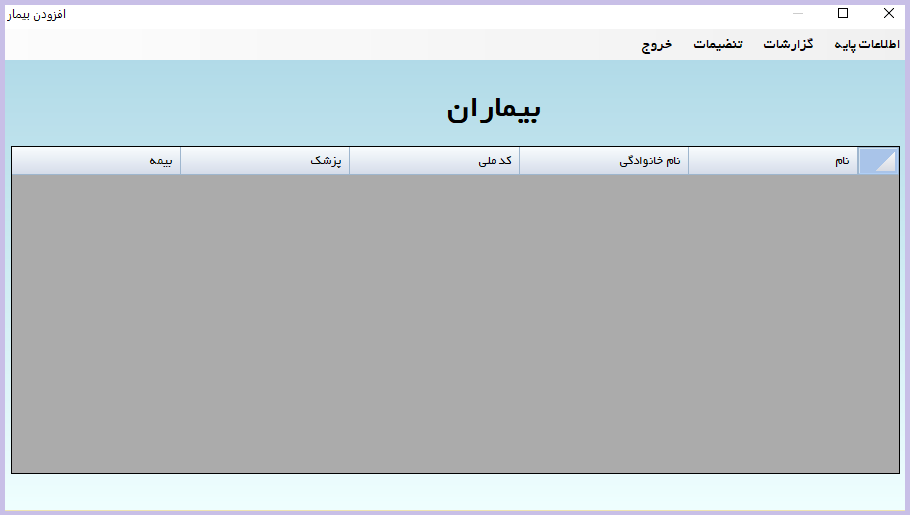 افزودن بیمار
اطلاعات پایه گزارشات تنضیمات خروج
بیماران
نام نام خانوادگی کد ملی پزشک بیمه